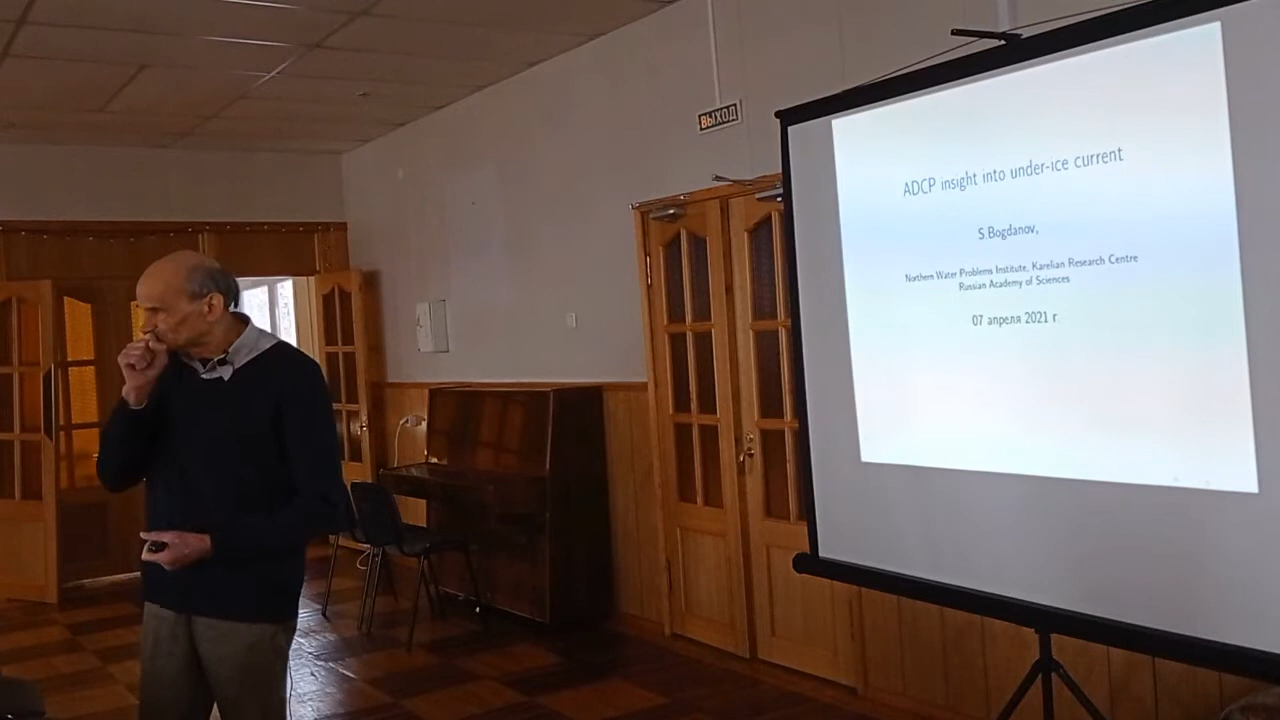 ВЫХОД
ADCP insight into under-ice current
S.Bogdanov,
Northern Water Problems Institute, Karelian Research Centre
Russian Academy of Sciences
07 апреля 2021 г.